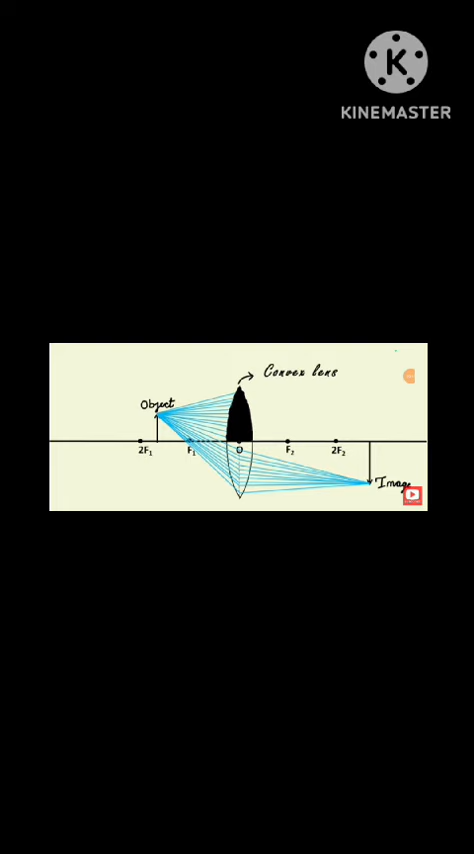 KINEMASTER
Convex lens
Object
2F₁ F₁ O F₂ 2F₂
Image